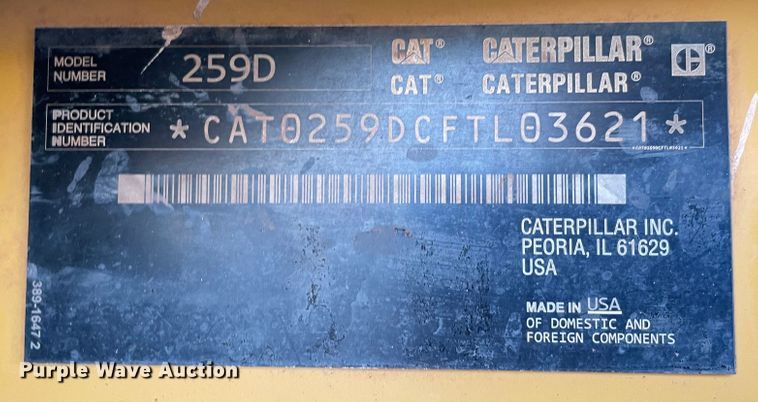 MODEL NUMBER 259D
CAT® CATERPILLAR® ®
CAT® CATERPILLAR®
PRODUCT IDENTIFICATION NUMBER *CAT0259DCFTL03621*
*CAT0259DCFTL03621*
CATERPILLAR INC.
PEORIA, IL 61629
USA
MADE IN USA
OF DOMESTIC AND
FOREIGN COMPONENTS
389-1647 2
Purple Wave Auction